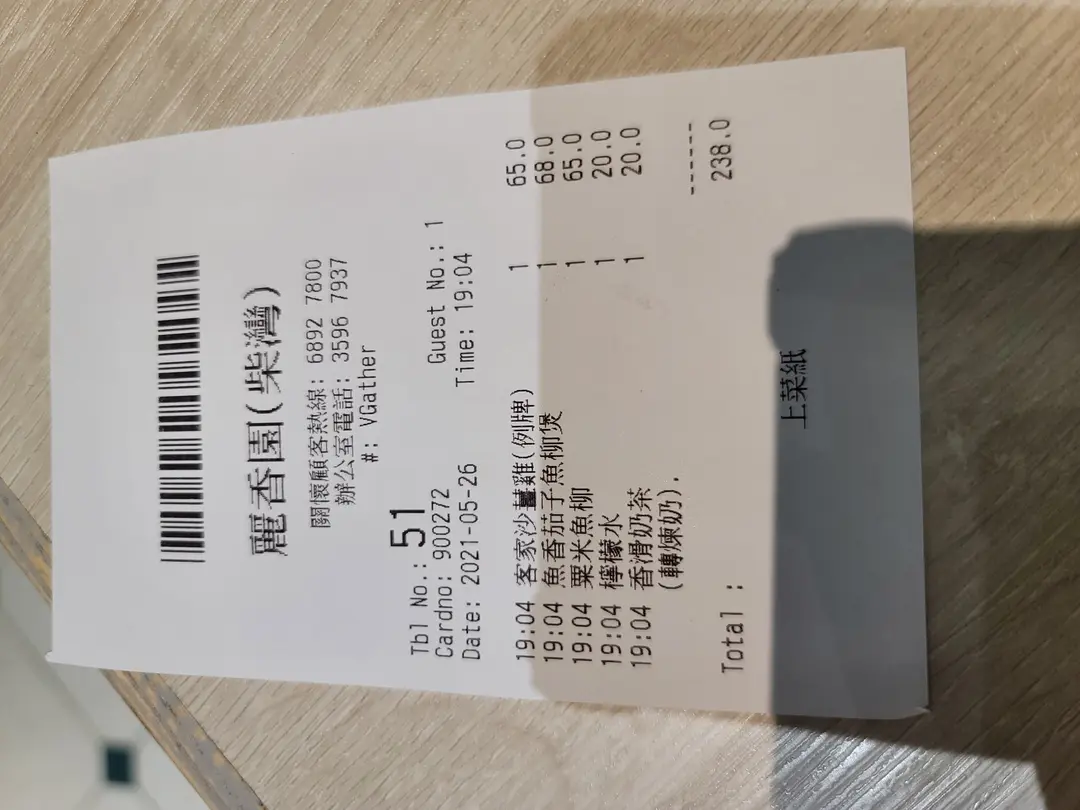 麗香園(柴灣)
關懷顧客熱線: 6892 7800
辦公室電話: 3596 7937
#: VGather
Tbl No.: 51 Guest No.: 1
Cardno: 900272
Date: 2021-05-26 Time: 19:04
19:04 客家沙薑雞(例牌) 1 65.0
19:04 魚香茄子魚柳煲 1 68.0
19:04 粟米魚柳 1 65.0
19:04 檸檬水 1 20.0
19:04 香滑奶茶 1 20.0
(轉煉奶).
------
Total : 238.0
上菜紙